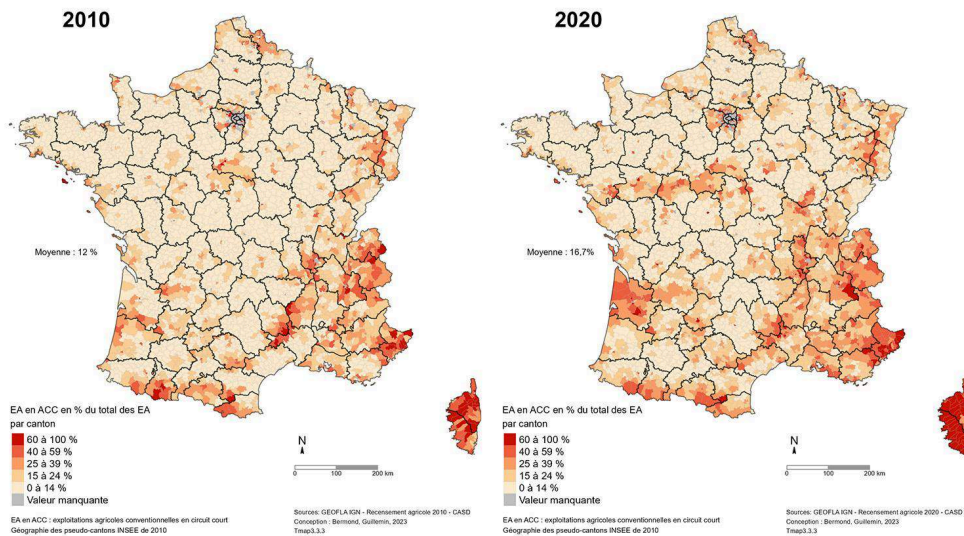 2010
Moyenne : 12 %
EA en ACC en % du total des EA
par canton
60 à 100 %
40 à 59 %
25 à 39 %
15 à 24 %
0 à 14 %
Valeur manquante
N
0 100 200 km
EA en ACC : exploitations agricoles conventionnelles en circuit court
Géographie des pseudo-cantons INSEE de 2010
Sources: GEOFLA IGN - Recensement agricole 2010 - CASD
Conception : Bermond, Guillemin, 2023
Tmap3.3.3
2020
Moyenne : 16,7%
EA en ACC en % du total des EA
par canton
60 à 100 %
40 à 59 %
25 à 39 %
15 à 24 %
0 à 14 %
Valeur manquante
N
0 100 200 km
EA en ACC : exploitations agricoles conventionnelles en circuit court
Géographie des pseudo-cantons INSEE de 2010
Sources: GEOFLA IGN - Recensement agricole 2020 - CASD
Conception : Bermond, Guillemin, 2023
Tmap3.3.3